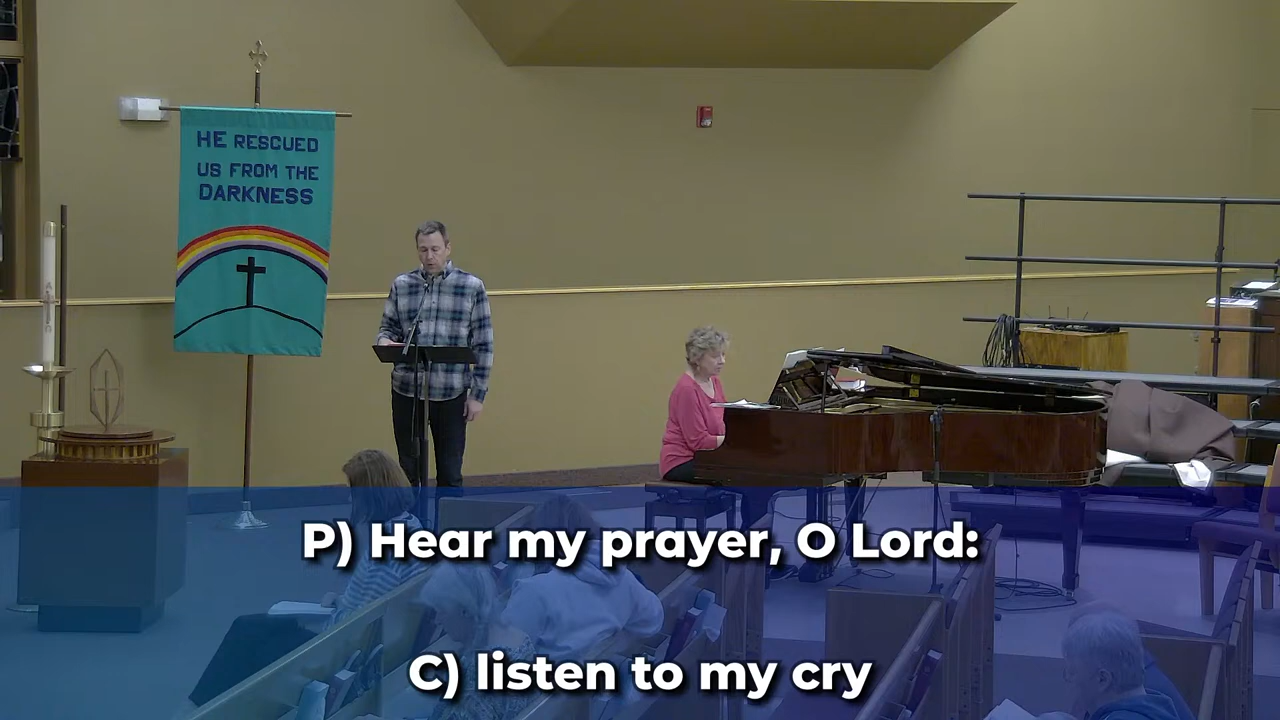 HE RESCUED
US FROM THE
DARKNESS
P) Hear my prayer, O Lord:
C) listen to my cry